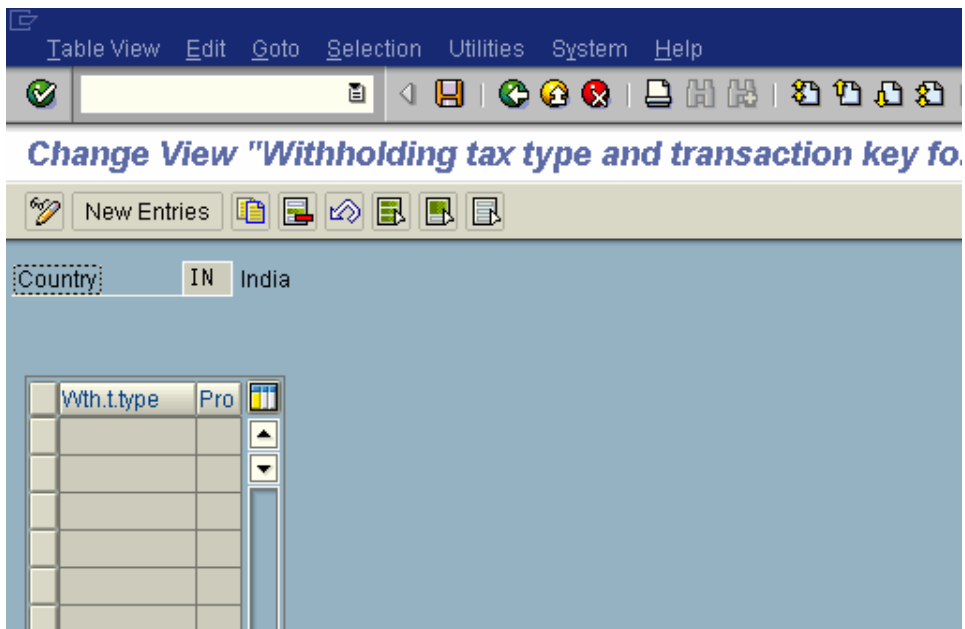 Table View Edit Goto Selection Utilities System Help
Change View "Withholding tax type and transaction key fo.
New Entries
Country IN India
Wth.t.type Pro